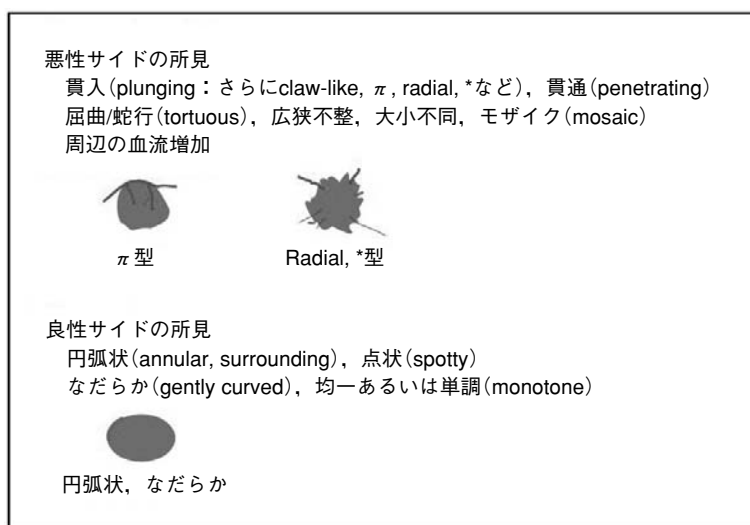 悪性サイドの所見
貫入(plunging：さらにclaw-like, π, radial, *など)，貫通(penetrating)
屈曲/蛇行(tortuous)，広狭不整，大小不同，モザイク(mosaic)
周辺の血流増加
π型
Radial, *型
良性サイドの所見
円弧状(annular, surrounding)，点状(spotty)
なだらか(gently curved)，均一あるいは単調(monotone)
円弧状，なだらか